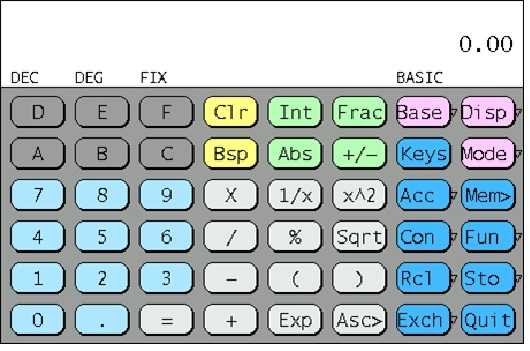 0.00
DEC DEG FIX BASIC
D E F Clr Int Frac Base Disp
A B C Bsp Abs +/- Keys Mode
7 8 9 X 1/x x^2 Acc Mem>
4 5 6 / % Sqrt Con Fun
1 2 3 - ( ) Rcl Sto
0 . = + Exp Asc> Exch Quit